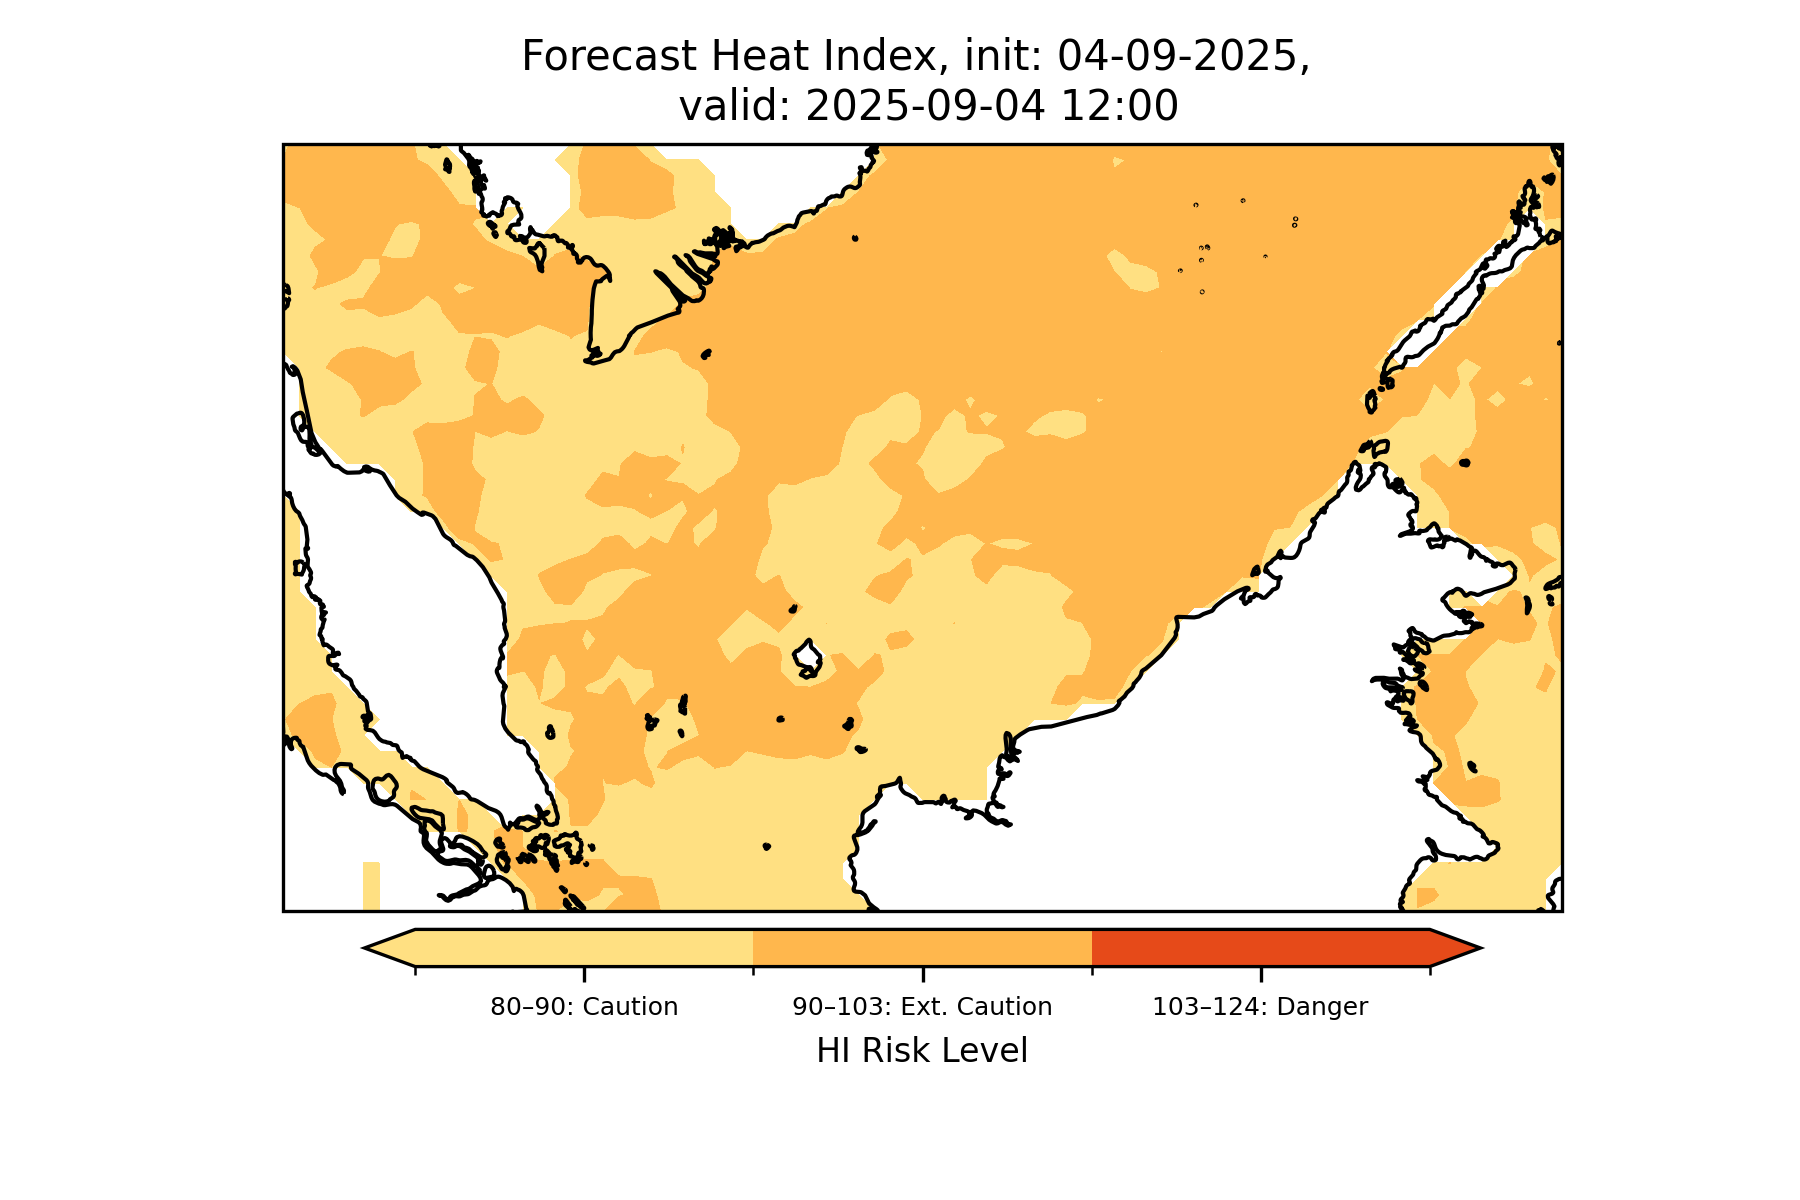 Forecast Heat Index, init: 04-09-2025,
valid: 2025-09-04 12:00
80–90: Caution
90–103: Ext. Caution
103–124: Danger
HI Risk Level